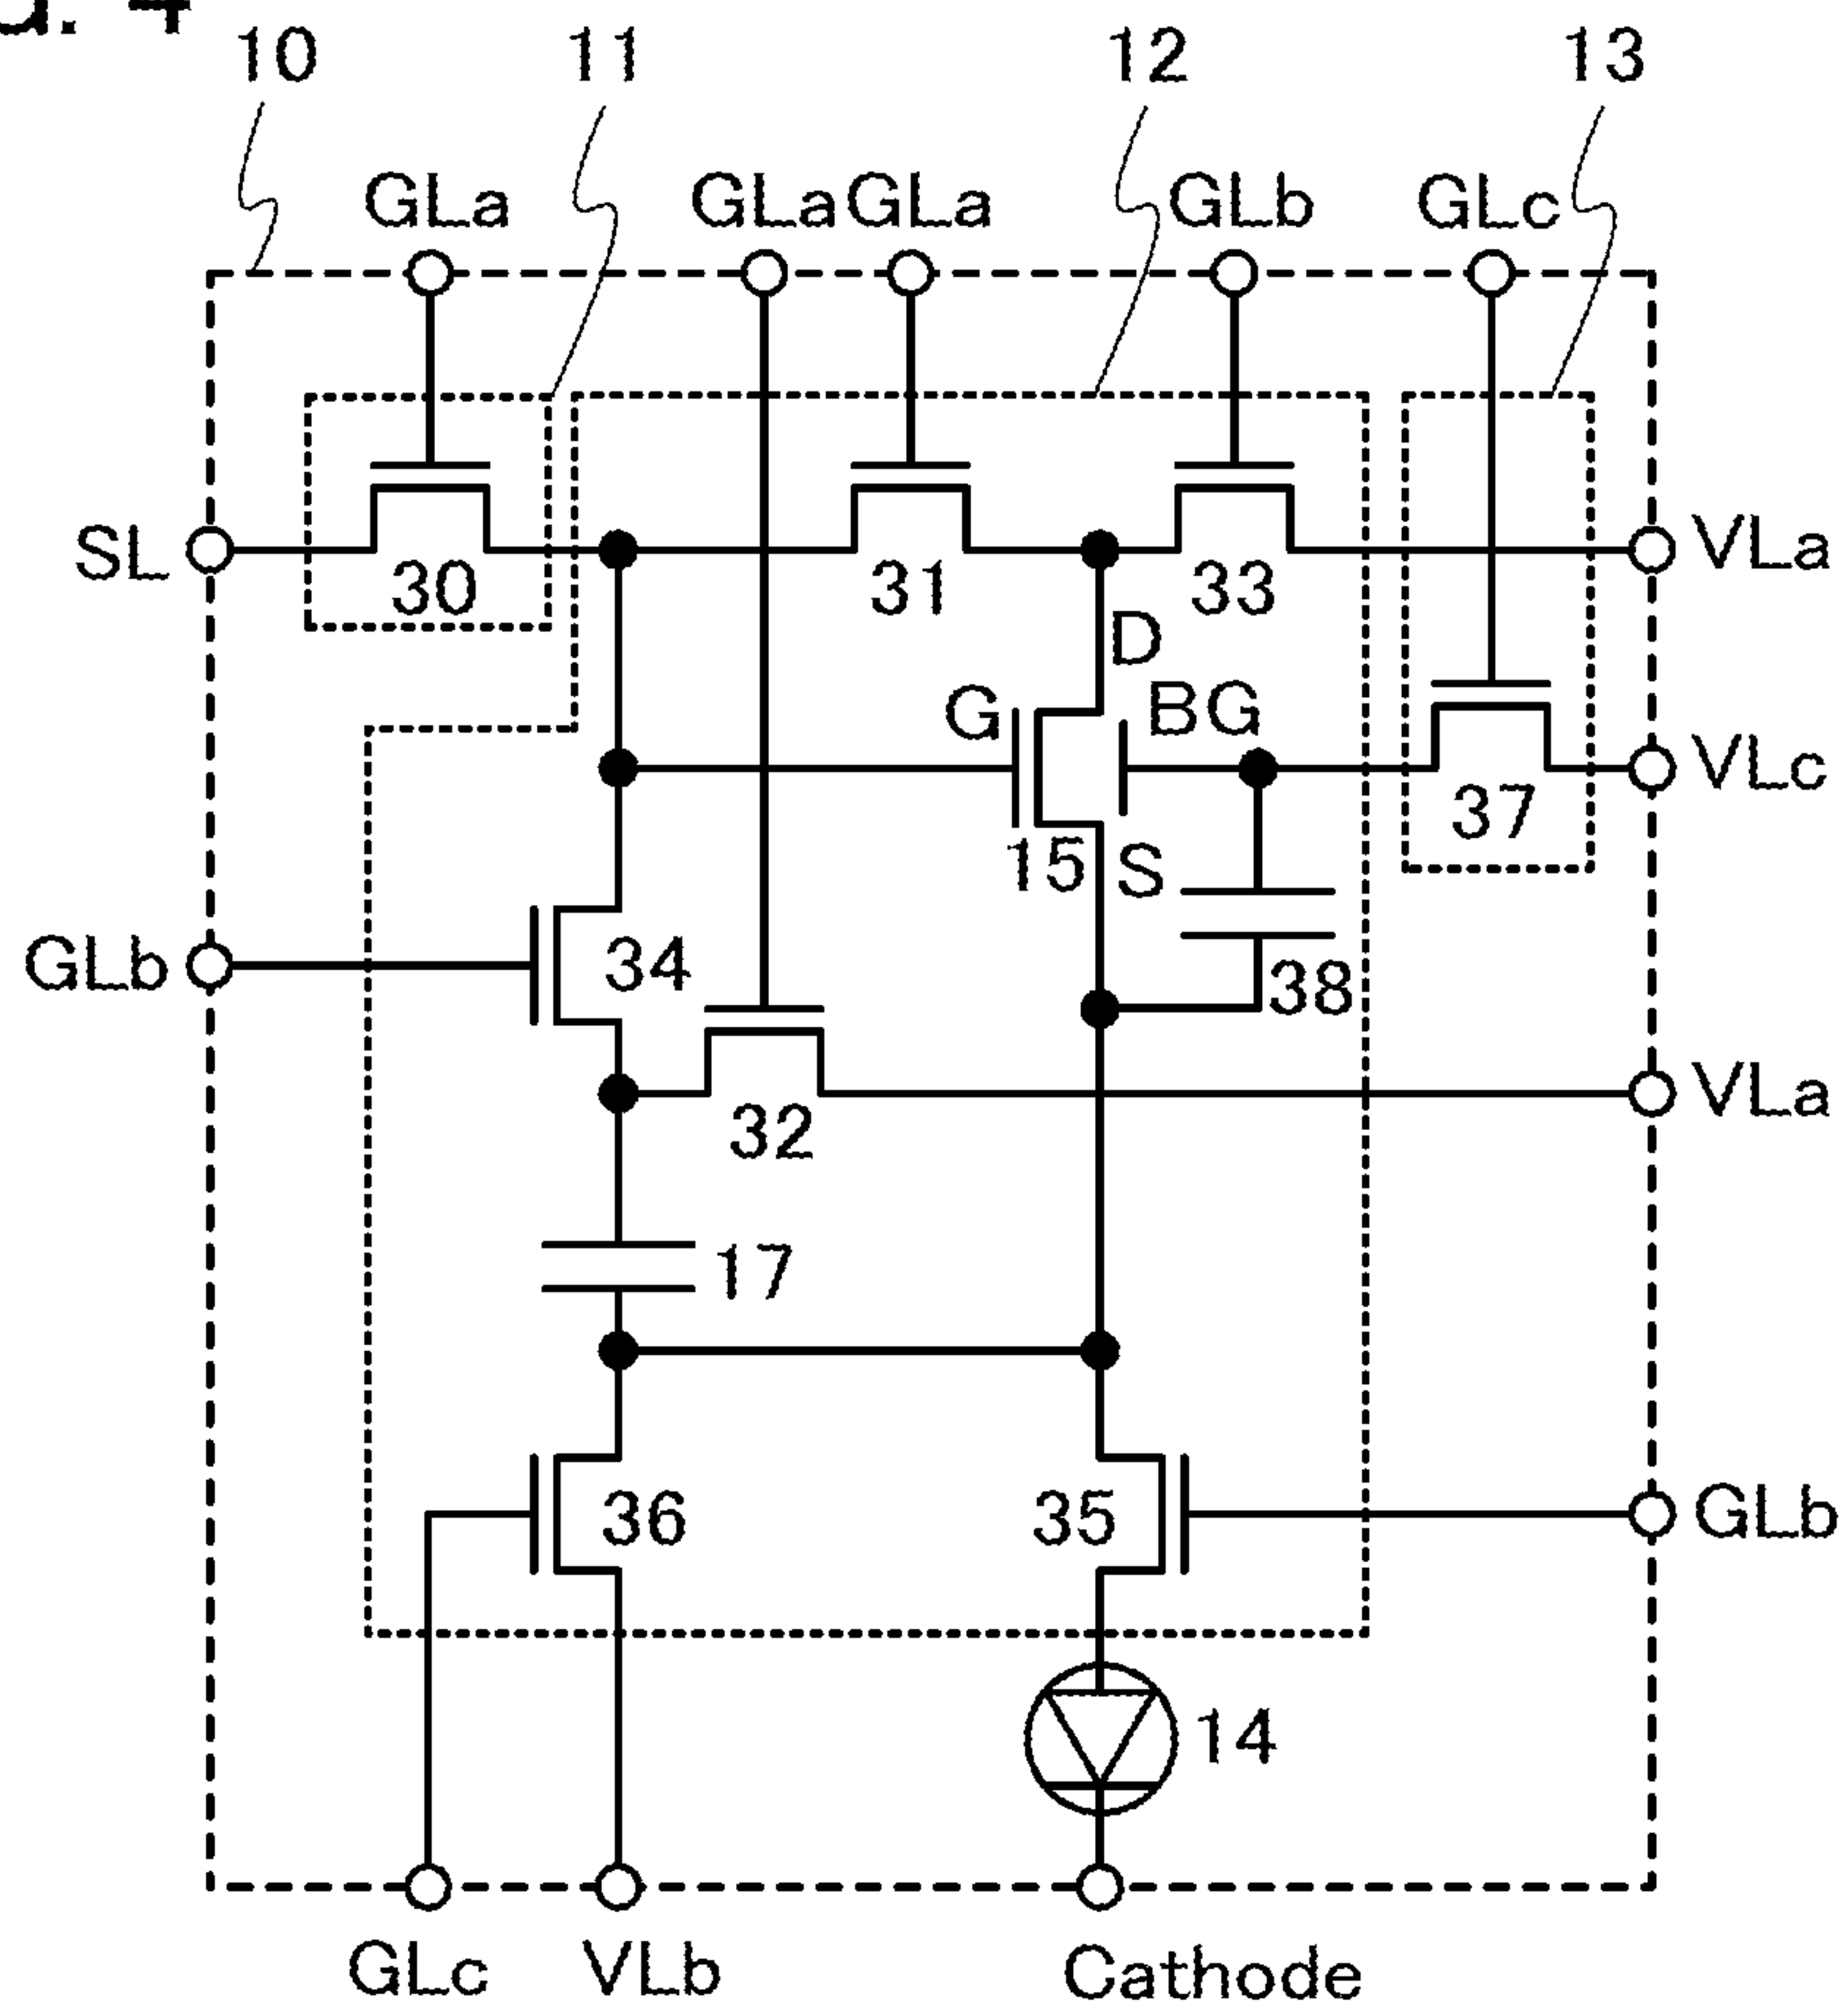 10 11 12 13
GLa GLa GLa GLb GLc
SL 30 31 33 VLa
D
G BG
VLc
37
15 S
GLb 34 38
VLa
32
17
36 35 GLb
14
GLc VLb Cathode